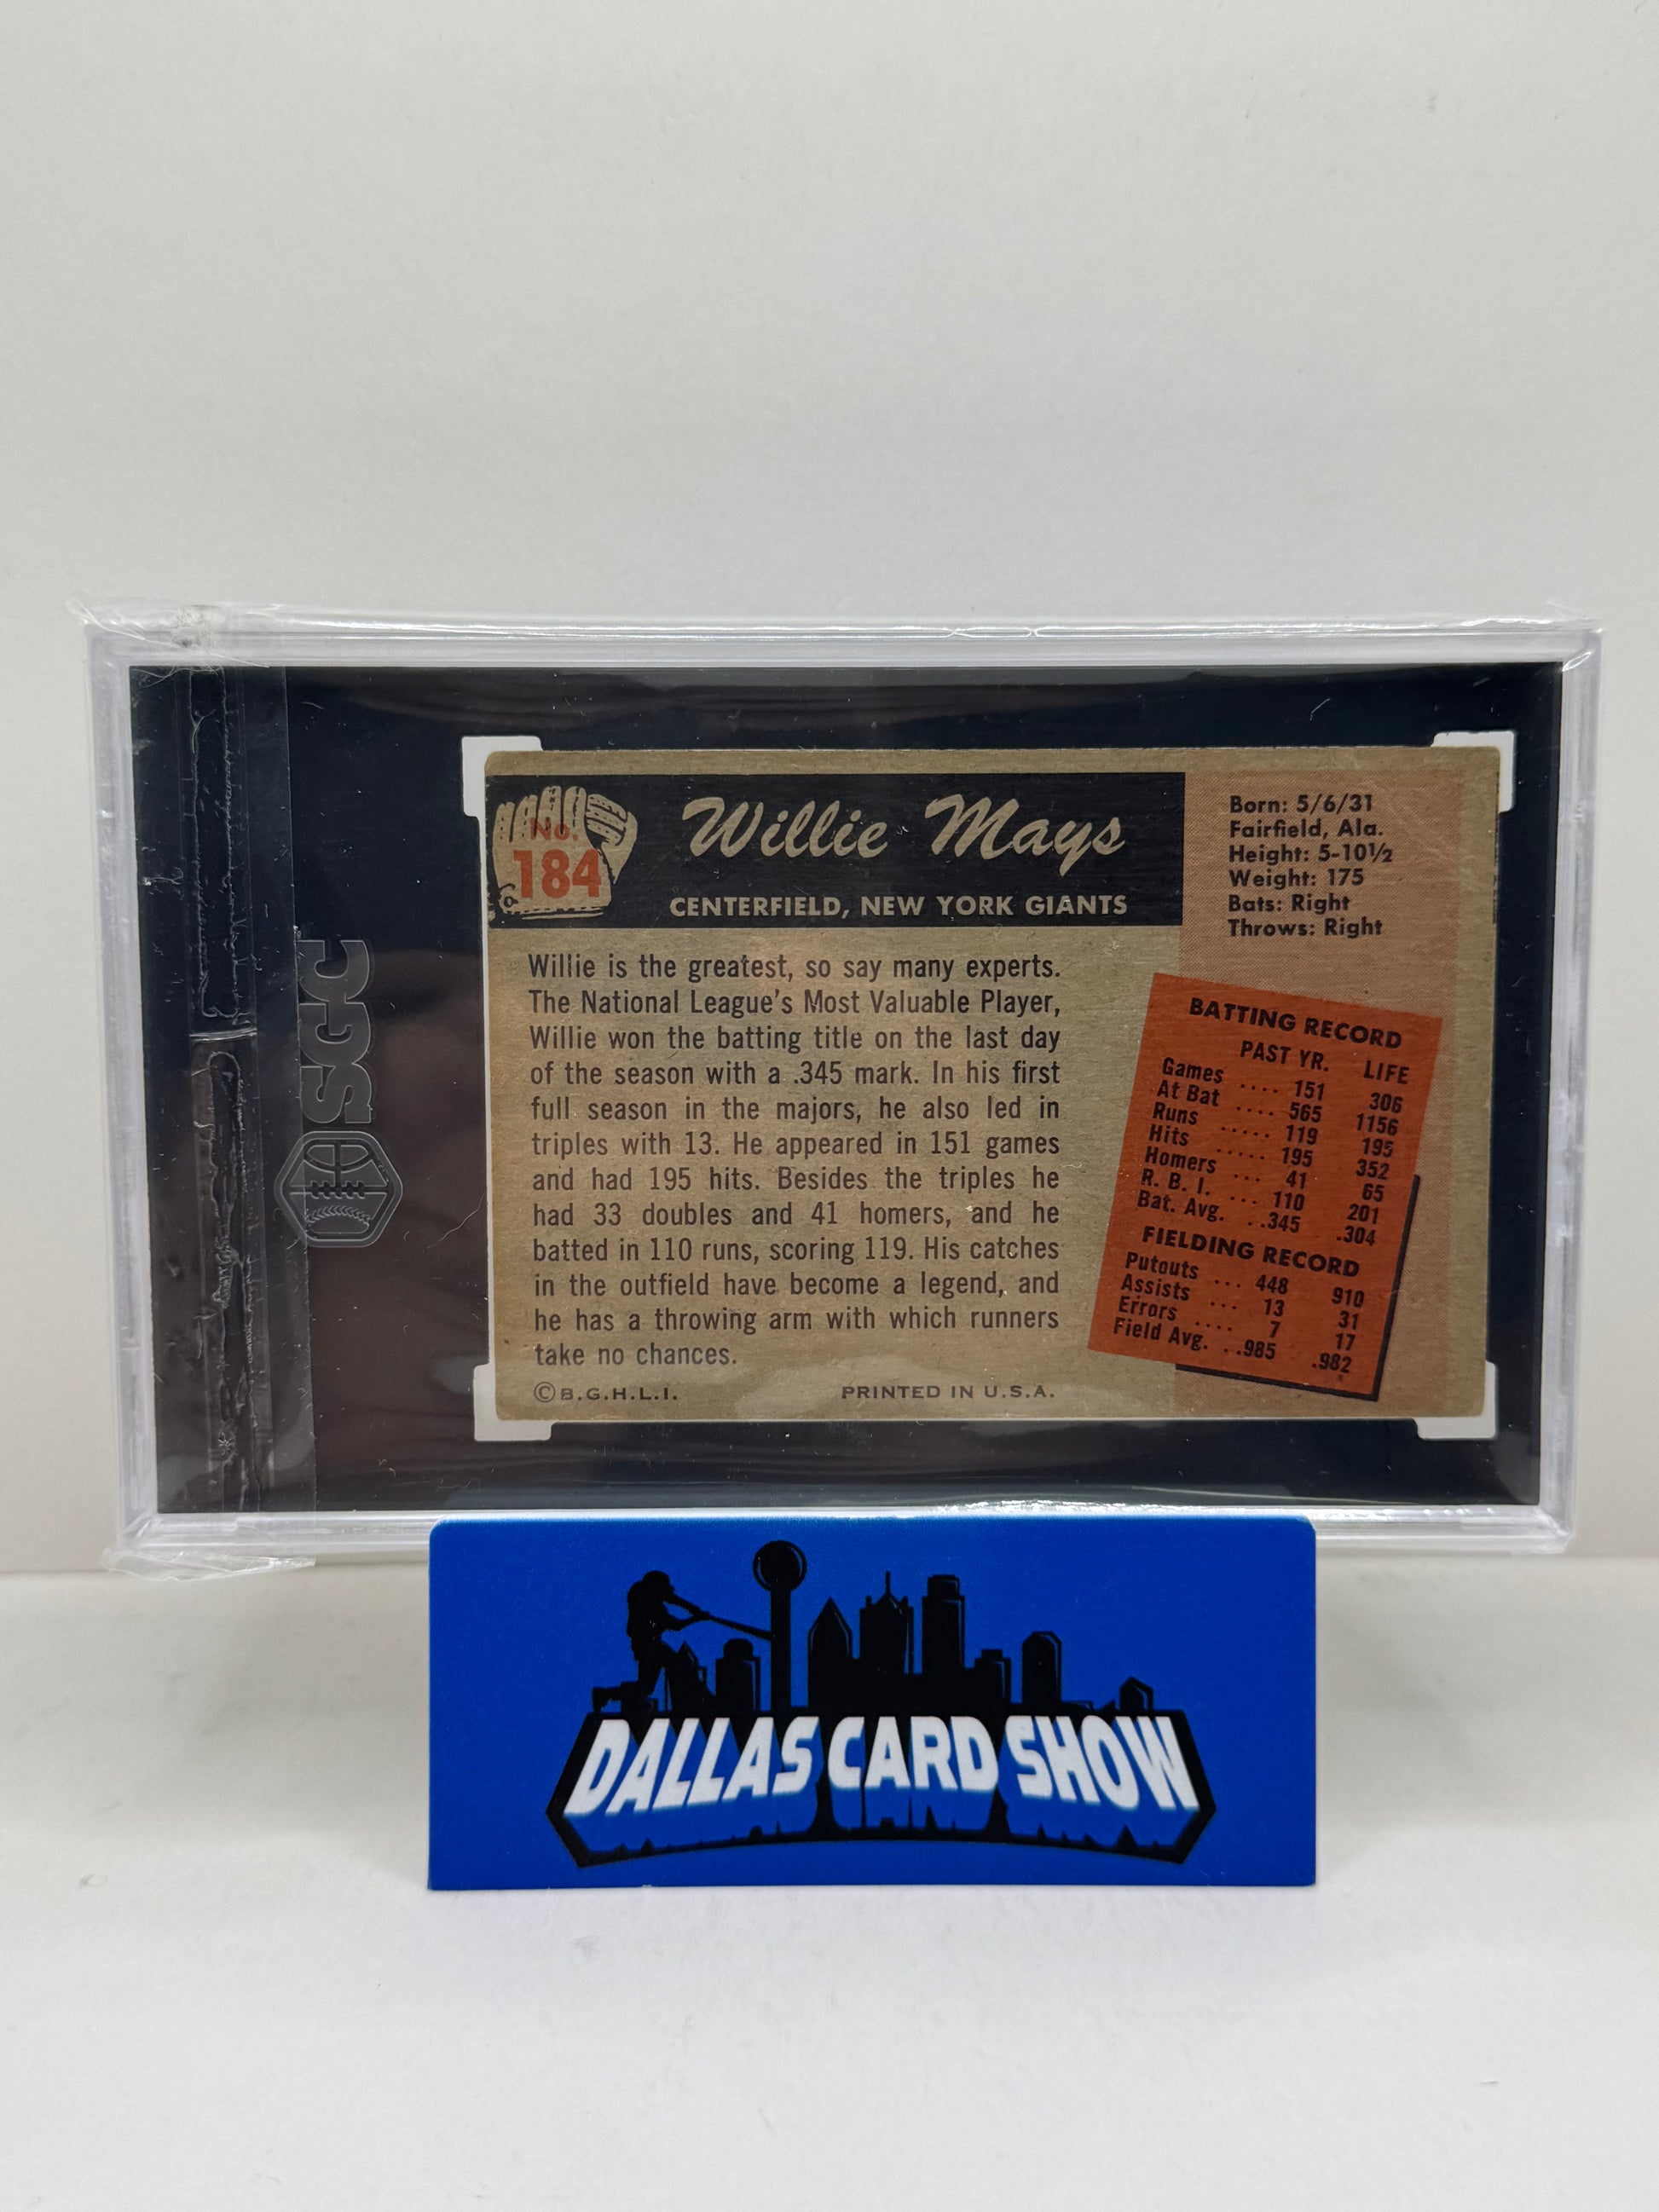 SGC
No.
184
Willie Mays
CENTERFIELD, NEW YORK GIANTS
Born: 5/6/31
Fairfield, Ala.
Height: 5-10½
Weight: 175
Bats: Right
Throws: Right
Willie is the greatest, so say many experts.
The National League's Most Valuable Player,
Willie won the batting title on the last day
of the season with a .345 mark. In his first
full season in the majors, he also led in
triples with 13. He appeared in 151 games
and had 195 hits. Besides the triples he
had 33 doubles and 41 homers, and he
batted in 110 runs, scoring 119. His catches
in the outfield have become a legend, and
he has a throwing arm with which runners
take no chances.
©B.G.H.L.I. PRINTED IN U.S.A.
BATTING RECORD
PAST YR. LIFE
Games .... 151 306
At Bat .... 565 1156
Runs ..... 119 195
Hits ..... 195 352
Homers ... 41 65
R. B. I. ... 110 201
Bat. Avg. ..345 .304
FIELDING RECORD
Putouts ... 448 910
Assists ... 13 31
Errors .... 7 17
Field Avg. ..985 .982
DALLAS CARD SHOW